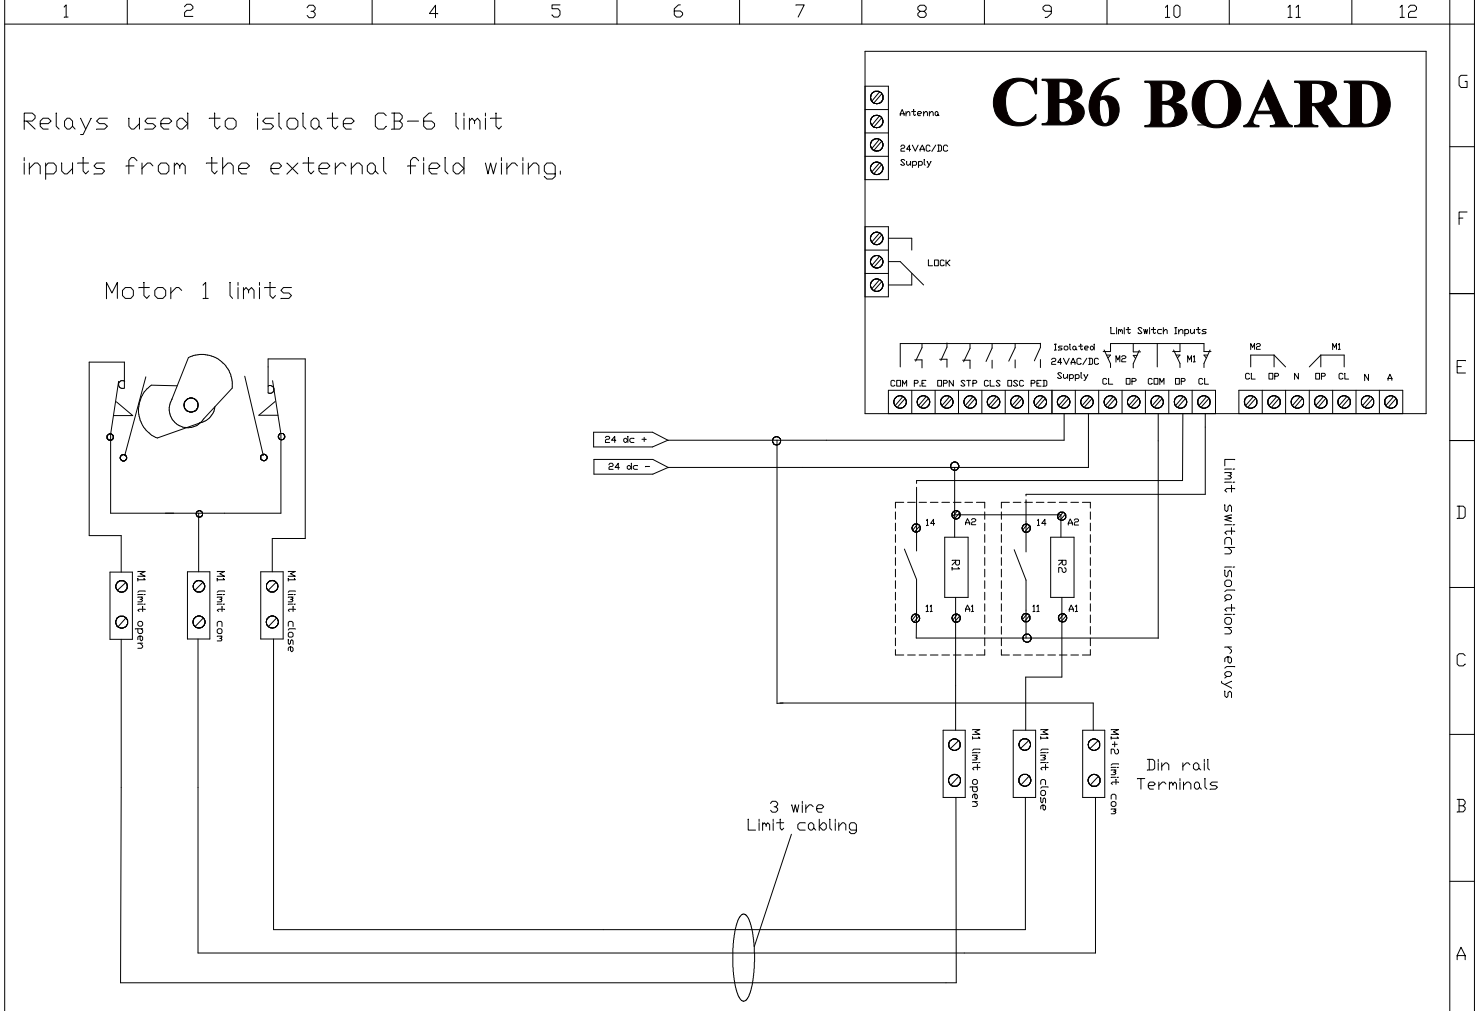 1 2 3 4 5 6 7 8 9 10 11 12
G
F
E
D
C
B
A
Relays used to islolate CB-6 limit
inputs from the external field wiring.
CB6 BOARD
Antenna
24VAC/DC
Supply
LOCK
Motor 1 limits
Limit Switch Inputs
Isolated
24VAC/DC
Supply
M2 M1
M2 M1
COM P.E OPN STP CLS OSC PED CL OP COM OP CL
CL OP N OP CL N A
24 dc +
24 dc -
14 A2
R1
11 A1
14 A2
R2
11 A1
Limit switch isolation relays
M1 limit open
M1 limit com
M1 limit close
M1 limit open
M1 limit close
M1+2 limit com
Din rail
Terminals
3 wire
Limit cabling